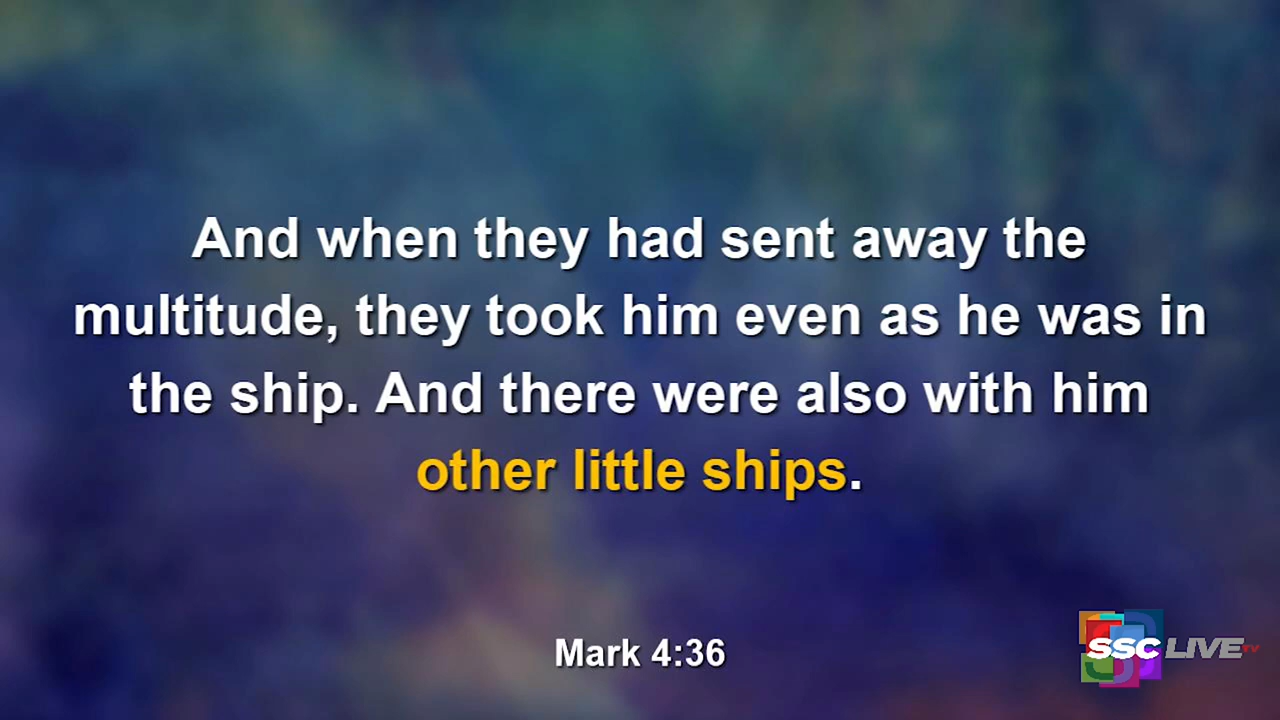 And when they had sent away the
multitude, they took him even as he was in
the ship. And there were also with him
other little ships.
Mark 4:36
SSC LIVE TV